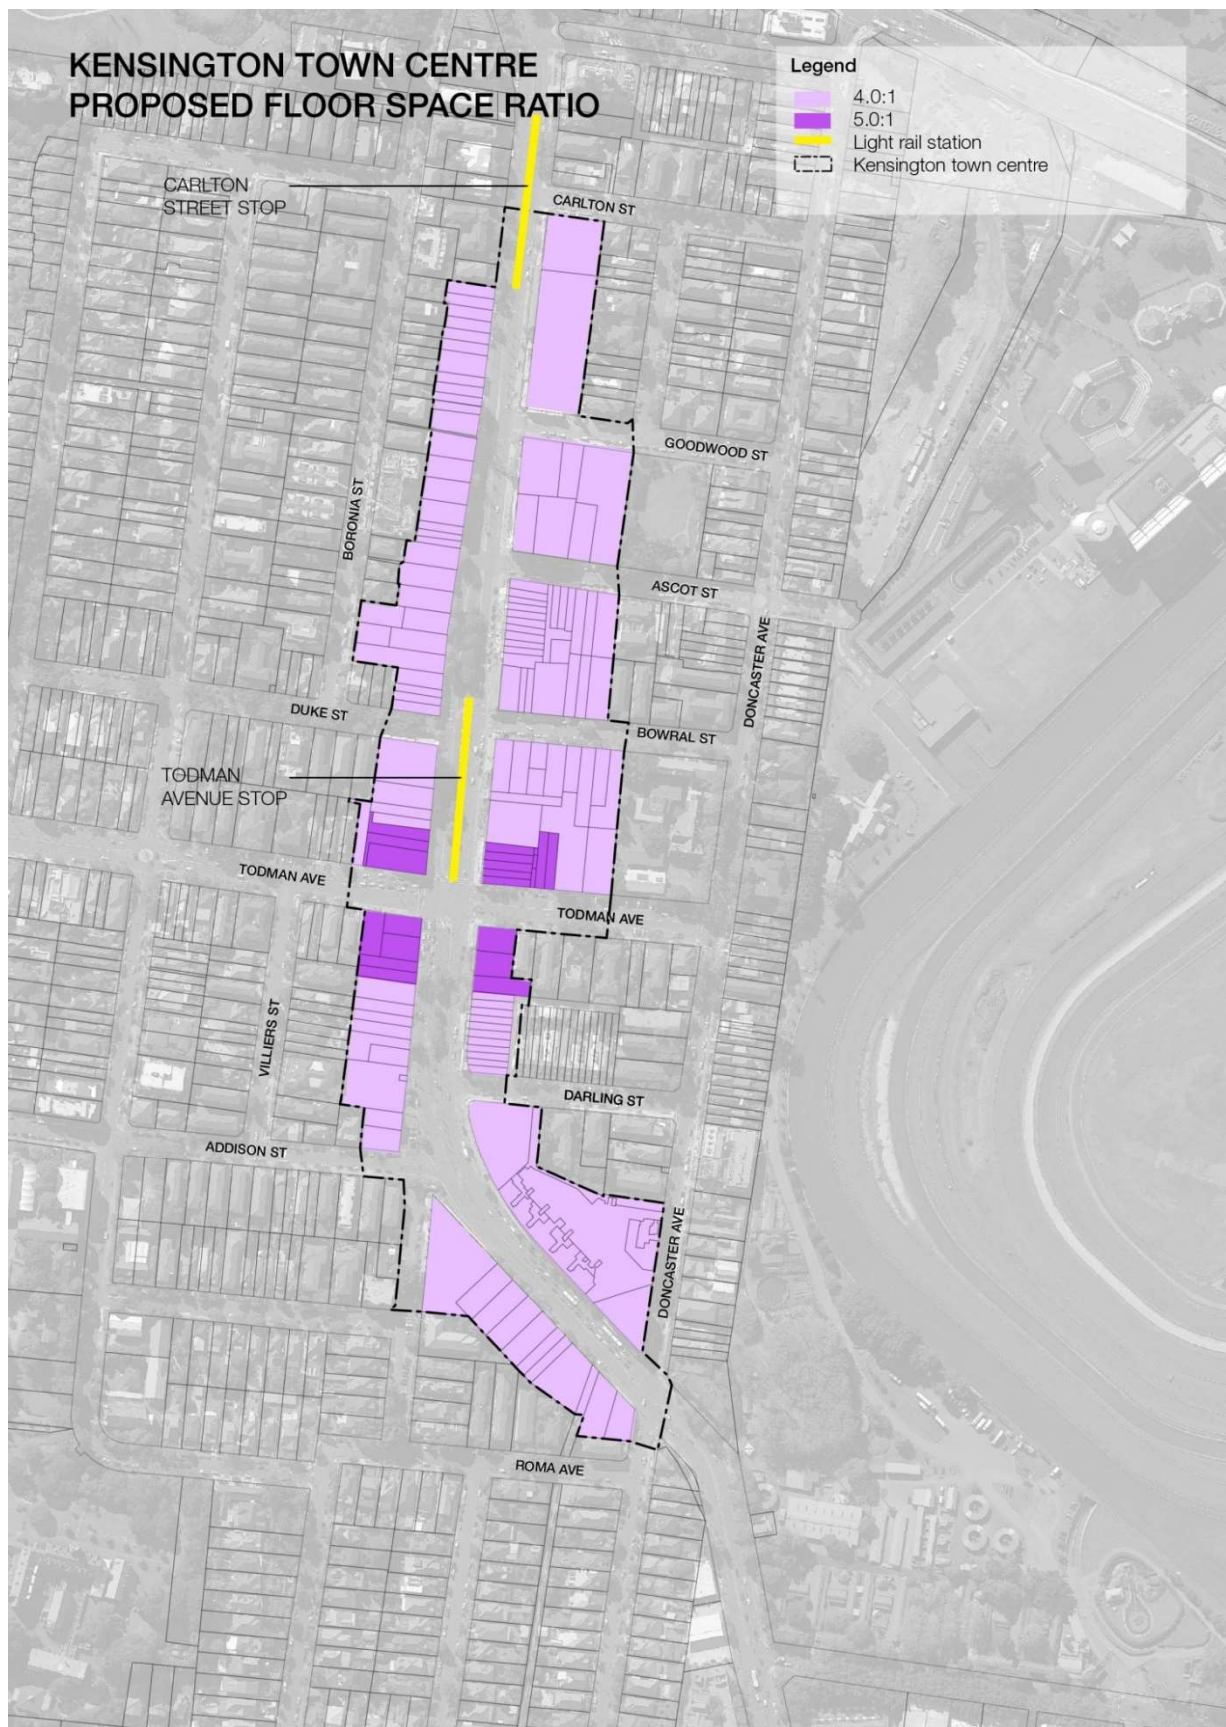 KENSINGTON TOWN CENTRE
PROPOSED FLOOR SPACE RATIO
Legend
4.0:1
5.0:1
Light rail station
Kensington town centre
CARLTON
STREET STOP
CARLTON ST
GOODWOOD ST
BORONIA ST
ASCOT ST
DONCASTER AVE
DUKE ST
BOWRAL ST
TODMAN
AVENUE STOP
TODMAN AVE
TODMAN AVE
VILLIERS ST
DARLING ST
ADDISON ST
DONCASTER AVE
ROMA AVE